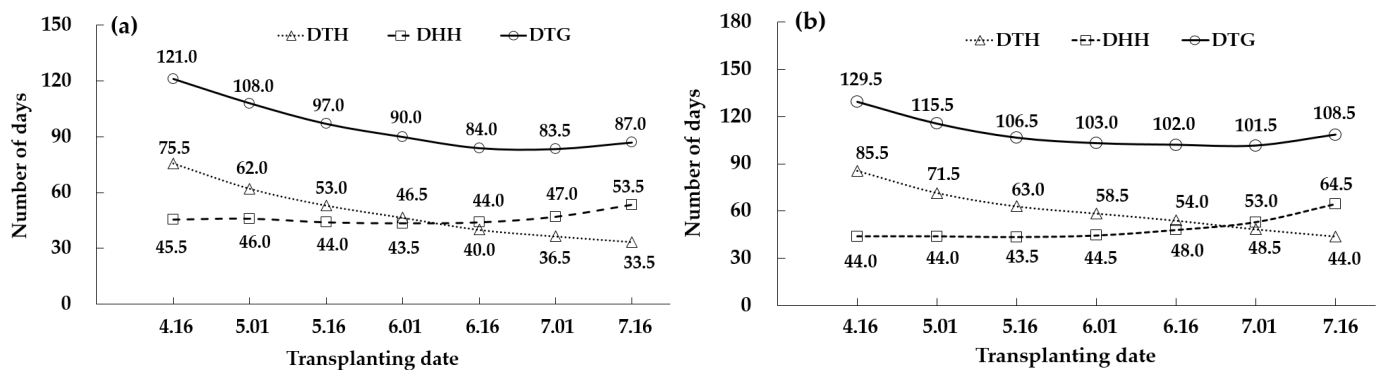 (a)
DTH DHH DTG
Number of days
150
120
90
60
30
0
121.0 108.0 97.0 90.0 84.0 83.5 87.0
75.5 62.0 53.0 46.5 44.0 47.0 53.5
45.5 46.0 44.0 43.5 40.0 36.5 33.5
4.16 5.01 5.16 6.01 6.16 7.01 7.16
Transplanting date
(b)
DTH DHH DTG
Number of days
180
150
120
90
60
30
0
129.5 115.5 106.5 103.0 102.0 101.5 108.5
85.5 71.5 63.0 58.5 54.0 53.0 64.5
44.0 44.0 43.5 44.5 48.0 48.5 44.0
4.16 5.01 5.16 6.01 6.16 7.01 7.16
Transplanting date